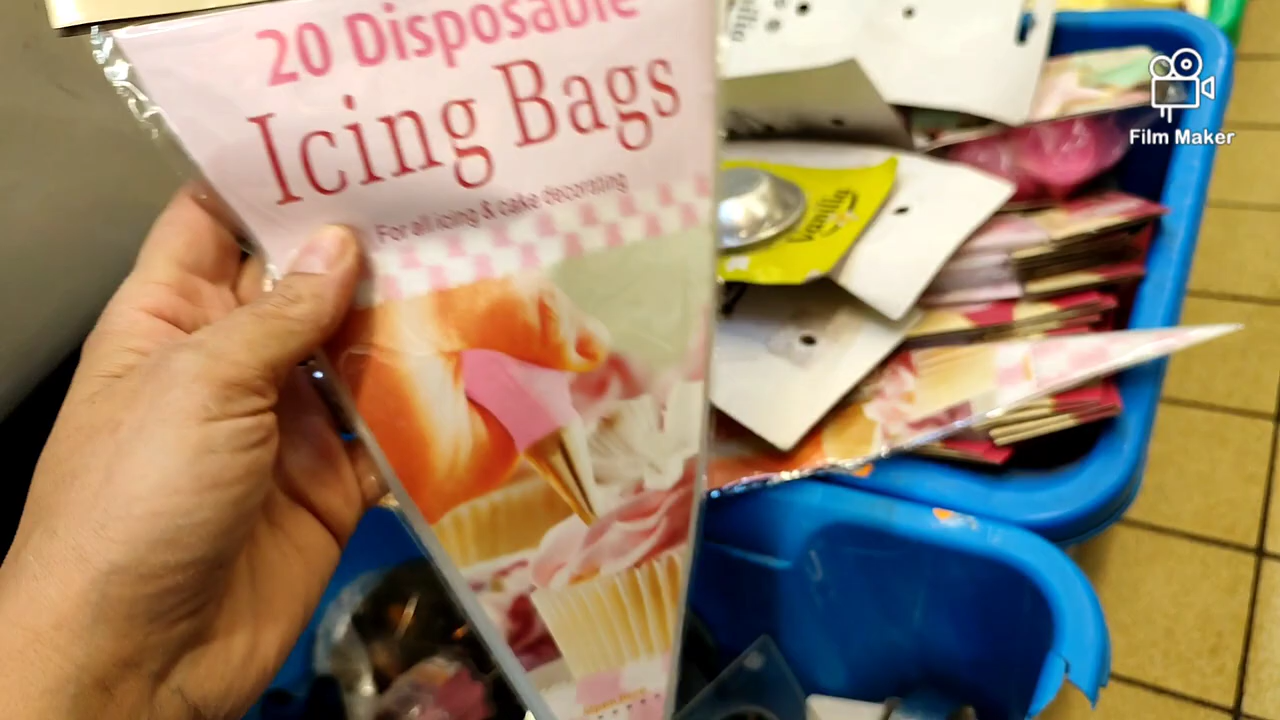 20 Disposable
Icing Bags
For all icing & cake decorating
Vanilla
Film Maker